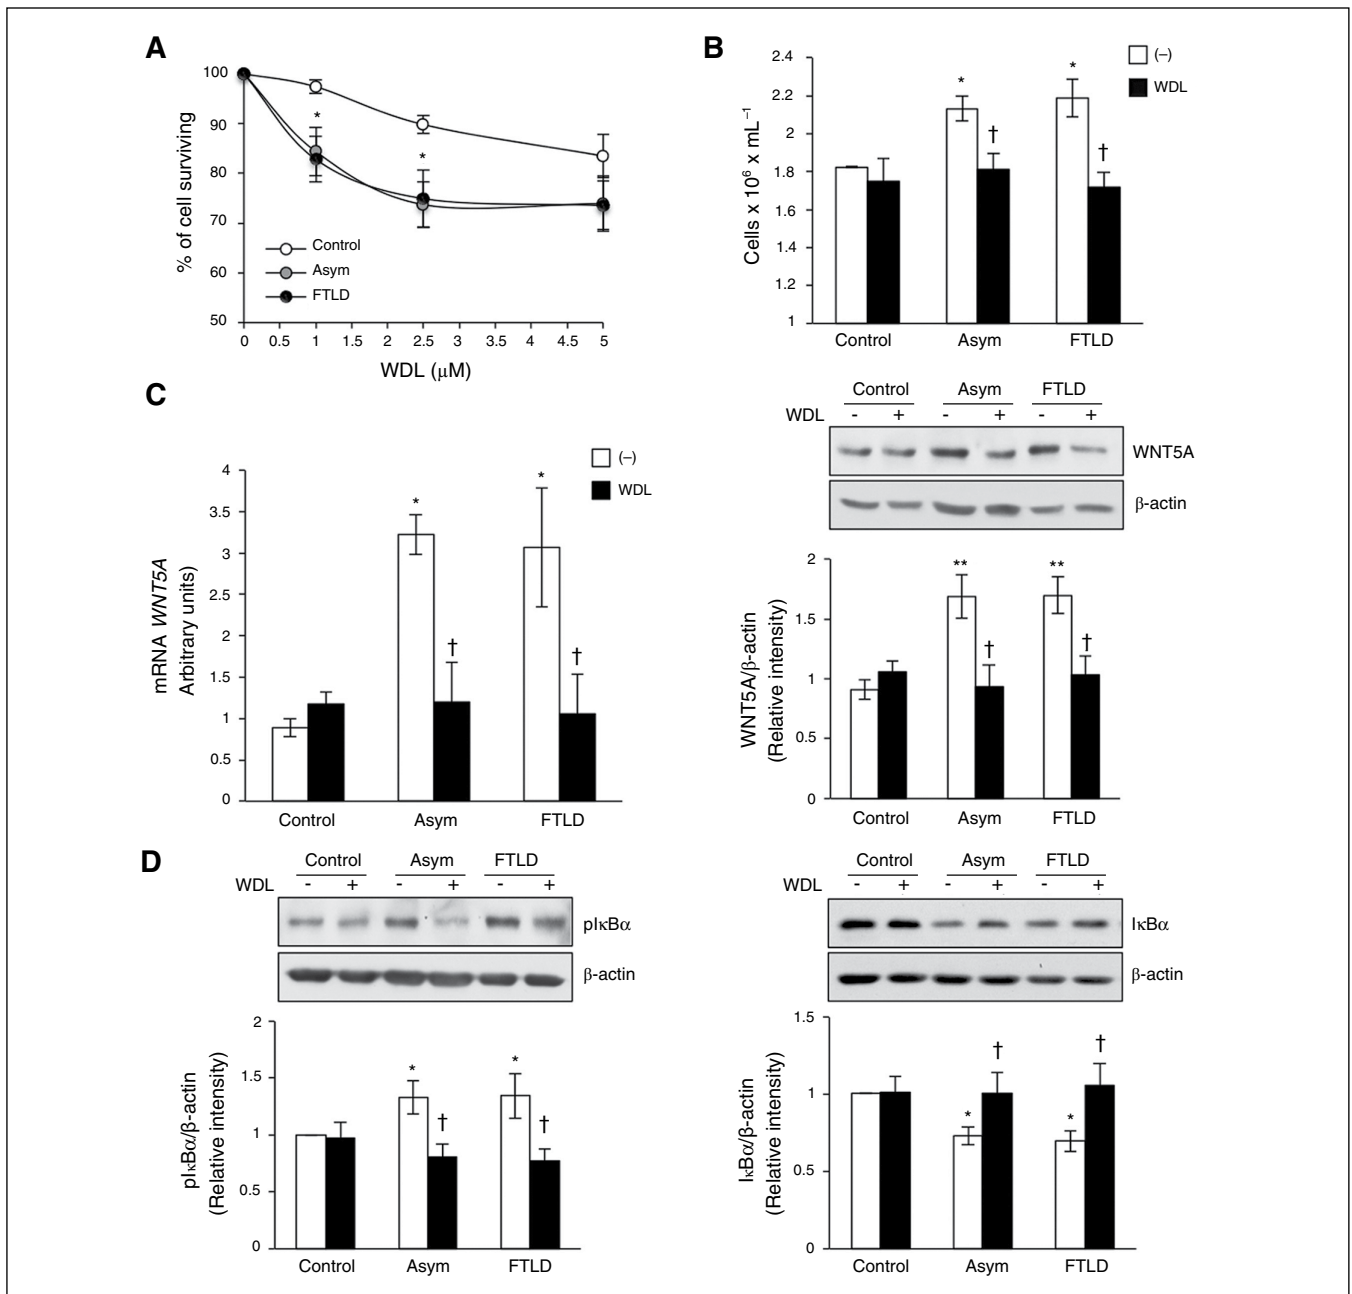 A
100
90
80
70
60
50
% of cell surviving
*
*
Control
Asym
FTLD
0 0.5 1 1.5 2 2.5 3 3.5 4 4.5 5
WDL (μM)
B
2.4
2.2
2
1.8
1.6
1.4
1.2
1
Cells x 10⁶ x mL⁻¹
(–)
WDL
* *
† †
Control Asym FTLD
C
4
3.5
3
2.5
2
1.5
1
0.5
0
mRNA WNT5A
Arbitrary units)
(–)
WDL
* *
† †
Control Asym FTLD
Control Asym FTLD
WDL - + - + - +
WNT5A
β-actin
2
1.5
1
0.5
0
WNT5A/β-actin
(Relative intensity)
** **
† †
Control Asym FTLD
D
Control Asym FTLD
WDL - + - + - +
pIκBα
β-actin
2
1.5
1
0.5
0
pIκBα/β-actin
(Relative intensity)
* *
† †
Control Asym FTLD
Control Asym FTLD
WDL - + - + - +
IκBα
β-actin
1.5
1
0.5
0
IκBα/β-actin
(Relative intensity)
† †
* *
Control Asym FTLD